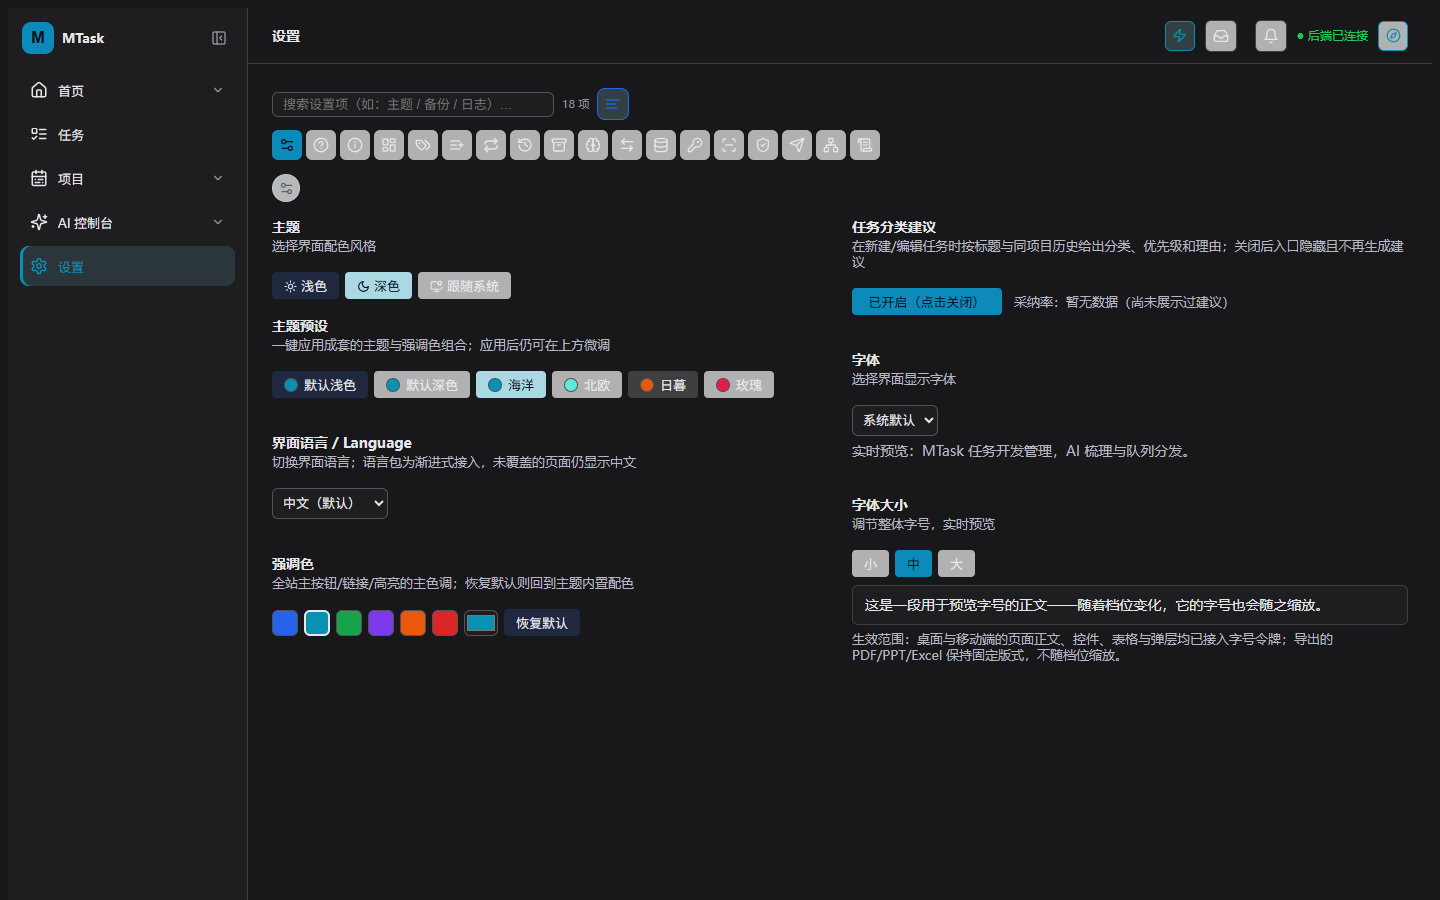 M MTask
首页
任务
项目
AI 控制台
设置
设置
后端已连接
搜索设置项（如：主题 / 备份 / 日志）…
18 项
主题
选择界面配色风格
浅色 深色 跟随系统
主题预设
一键应用成套的主题与强调色组合；应用后仍可在上方微调
默认浅色 默认深色 海洋 北欧 日暮 玫瑰
界面语言 / Language
切换界面语言；语言包为渐进式接入，未覆盖的页面仍显示中文
中文（默认）
强调色
全站主按钮/链接/高亮的主色调；恢复默认则回到主题内置配色
恢复默认
任务分类建议
在新建/编辑任务时按标题与同项目历史给出分类、优先级和理由；关闭后入口隐藏且不再生成建
议
已开启（点击关闭） 采纳率：暂无数据（尚未展示过建议）
字体
选择界面显示字体
系统默认
实时预览：MTask 任务开发管理，AI 梳理与队列分发。
字体大小
调节整体字号，实时预览
小 中 大
这是一段用于预览字号的正文——随着档位变化，它的字号也会随之缩放。
生效范围：桌面与移动端的页面正文、控件、表格与弹层均已接入字号令牌；导出的
PDF/PPT/Excel 保持固定版式，不随档位缩放。